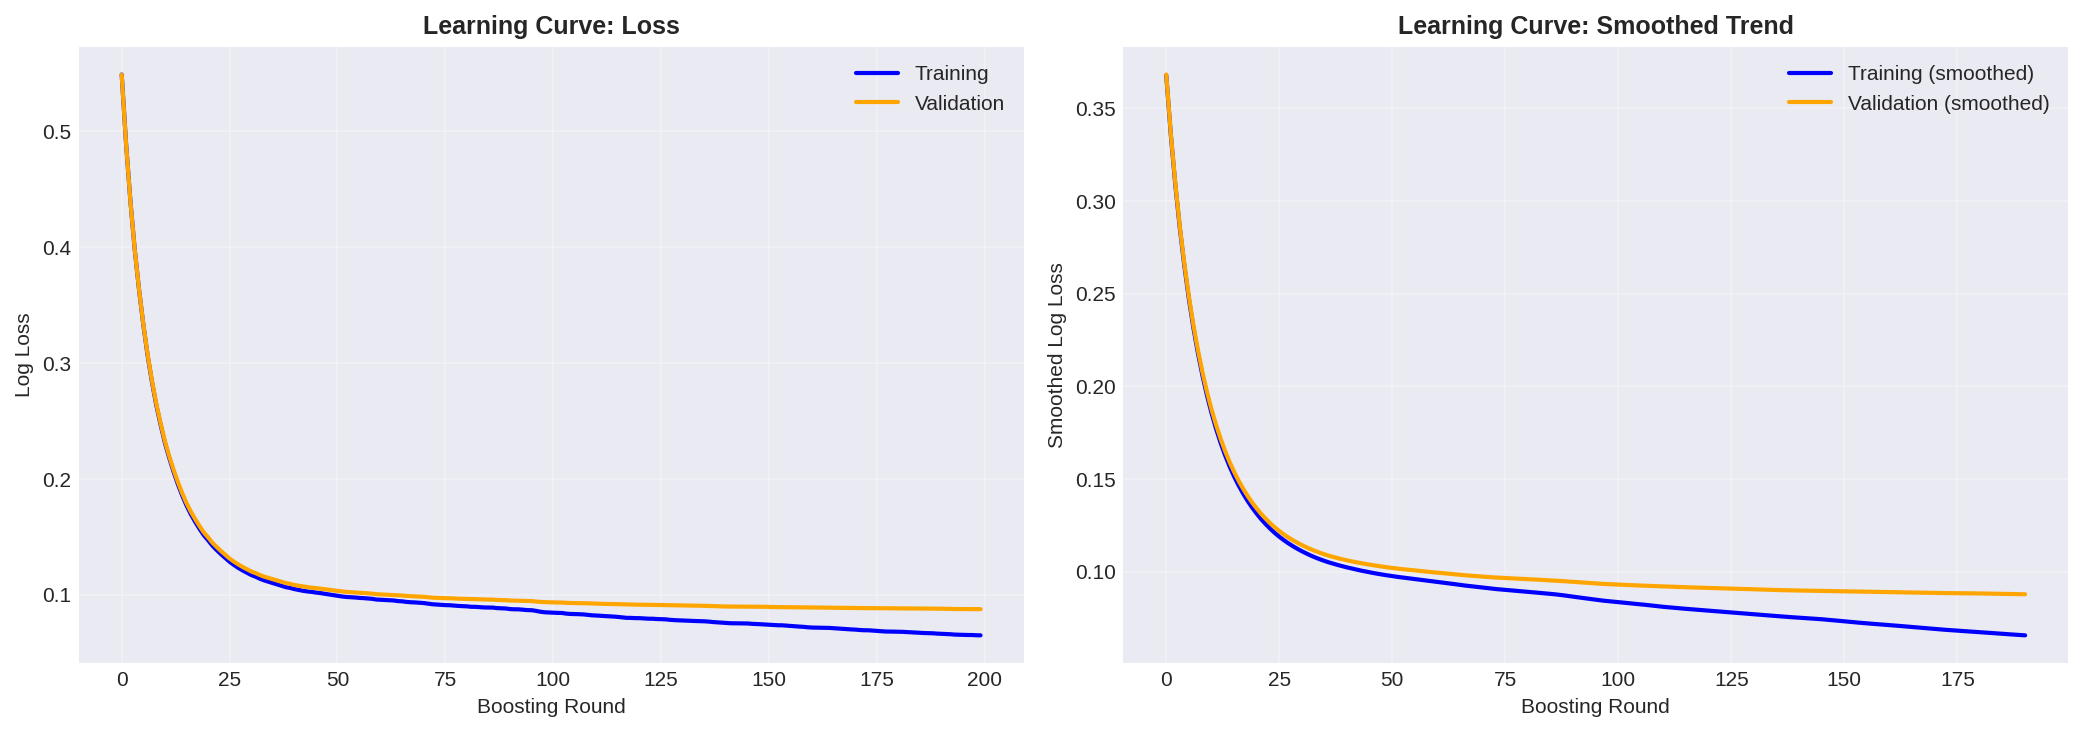 Learning Curve: Loss
Training
Validation
0.5
0.4
0.3
0.2
0.1
Log Loss
0 25 50 75 100 125 150 175 200
Boosting Round
Learning Curve: Smoothed Trend
Training (smoothed)
Validation (smoothed)
0.35
0.30
0.25
0.20
0.15
0.10
Smoothed Log Loss
0 25 50 75 100 125 150 175
Boosting Round